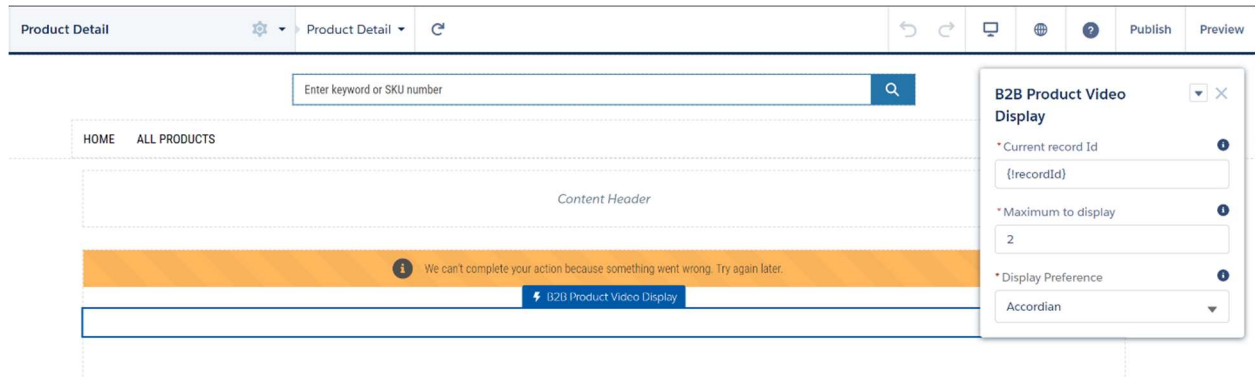 Product Detail
Product Detail
Publish
Preview
Enter keyword or SKU number
HOME
ALL PRODUCTS
Content Header
We can't complete your action because something went wrong. Try again later.
B2B Product Video Display
B2B Product Video
Display
*Current record Id
{!recordId}
*Maximum to display
2
*Display Preference
Accordian